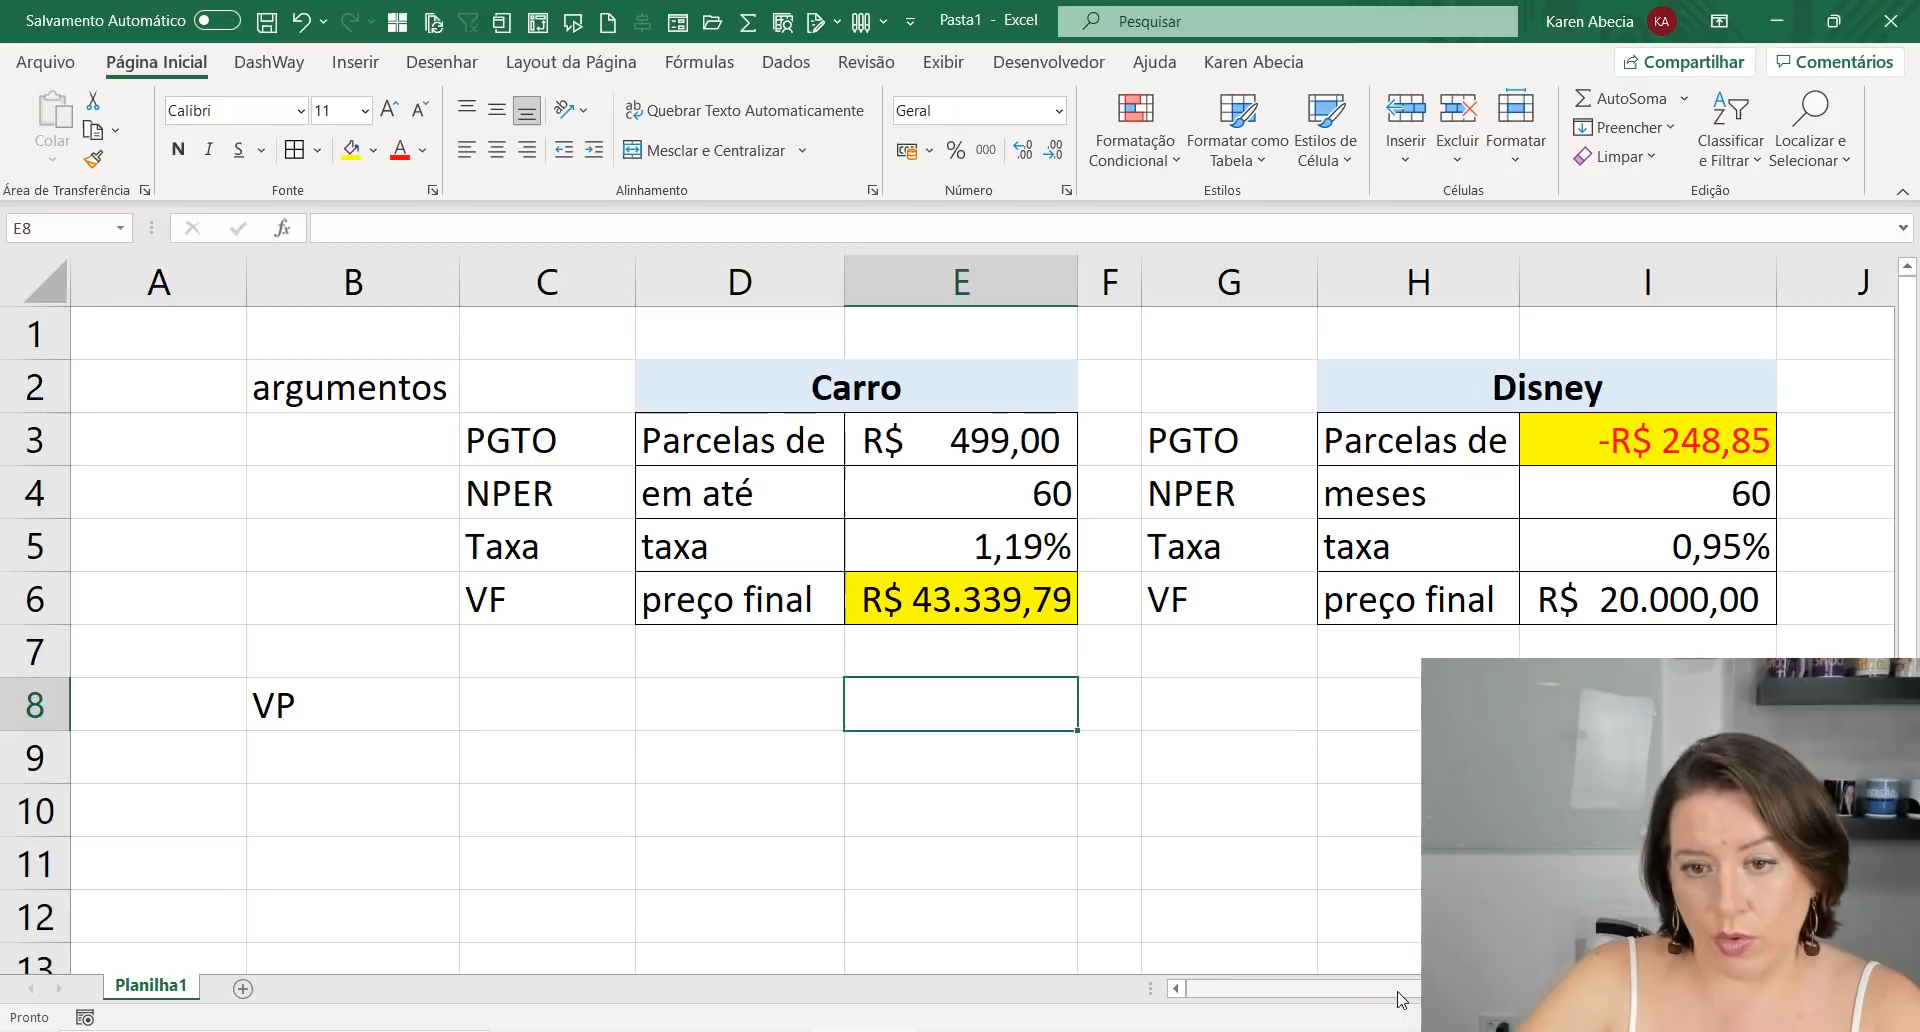 Salvamento Automático
Pasta1 - Excel
Pesquisar
Karen Abecia
KA
Arquivo
Página Inicial
DashWay
Inserir
Desenhar
Layout da Página
Fórmulas
Dados
Revisão
Exibir
Desenvolvedor
Ajuda
Karen Abecia
Compartilhar
Comentários
Colar
Área de Transferência
Calibri
11
N I S
Fonte
Quebrar Texto Automaticamente
Mesclar e Centralizar
Alinhamento
Geral
% 000
Número
Formatação Condicional
Formatar como Tabela
Estilos de Célula
Estilos
Inserir
Excluir
Formatar
Células
AutoSoma
Preencher
Limpar
Classificar e Filtrar
Localizar e Selecionar
Edição
E8
fx
A B C D E F G H I J
1
2 argumentos Carro Disney
3 PGTO Parcelas de R$ 499,00 PGTO Parcelas de -R$ 248,85
4 NPER em até 60 NPER meses 60
5 Taxa taxa 1,19% Taxa taxa 0,95%
6 VF preço final R$ 43.339,79 VF preço final R$ 20.000,00
7
8 VP
9
10
11
12
13
Planilha1
Pronto